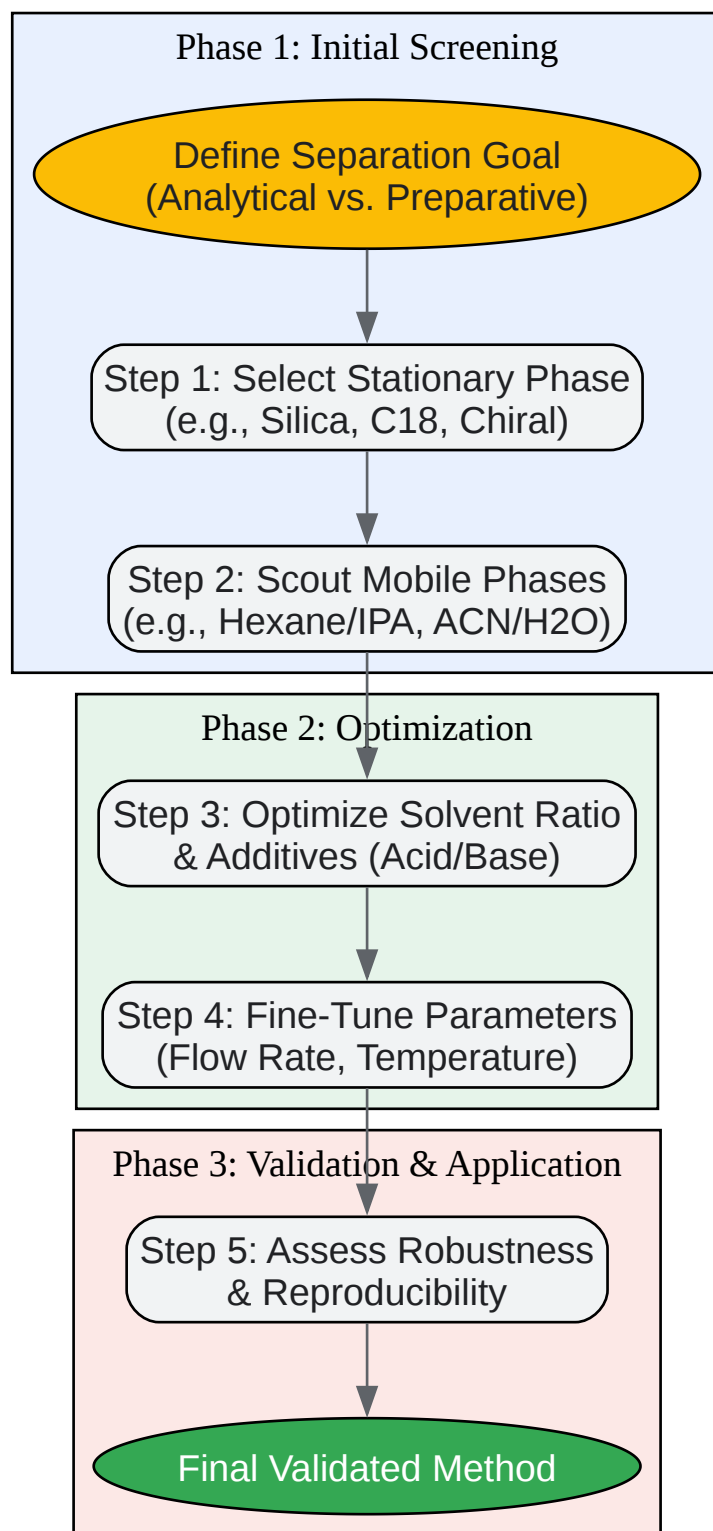 Phase 1: Initial Screening
Define Separation Goal
(Analytical vs. Preparative)
Step 1: Select Stationary Phase
(e.g., Silica, C18, Chiral)
Step 2: Scout Mobile Phases
(e.g., Hexane/IPA, ACN/H2O)
Phase 2: Optimization
Step 3: Optimize Solvent Ratio
& Additives (Acid/Base)
Step 4: Fine-Tune Parameters
(Flow Rate, Temperature)
Phase 3: Validation & Application
Step 5: Assess Robustness
& Reproducibility
Final Validated Method